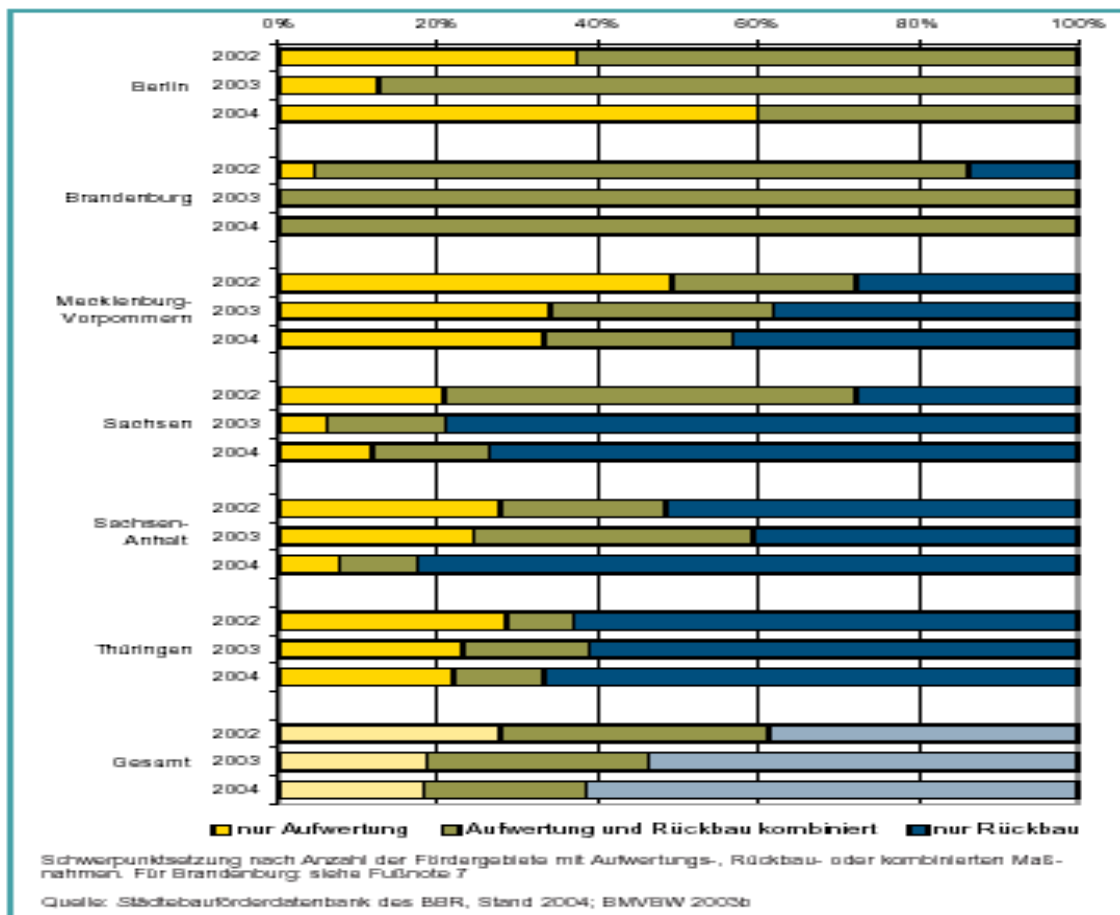 0% 20% 40% 60% 80% 100%
Berlin
2002
2003
2004
Brandenburg
2002
2003
2004
Mecklenburg-
Vorpommern
2002
2003
2004
Sachsen
2002
2003
2004
Sachsen-
Anhalt
2002
2003
2004
Thüringen
2002
2003
2004
Gesamt
2002
2003
2004
nur Aufwertung Aufwertung und Rückbau kombiniert nur Rückbau
Schwerpunktsetzung nach Anzahl der Fördergebiete mit Aufwertungs-, Rückbau- oder kombinierten Maß-
nahmen. Für Brandenburg: siehe Fußnote 7
Quelle: Städtebauförderdatenbank des BBR, Stand 2004; BMVBW 2003b